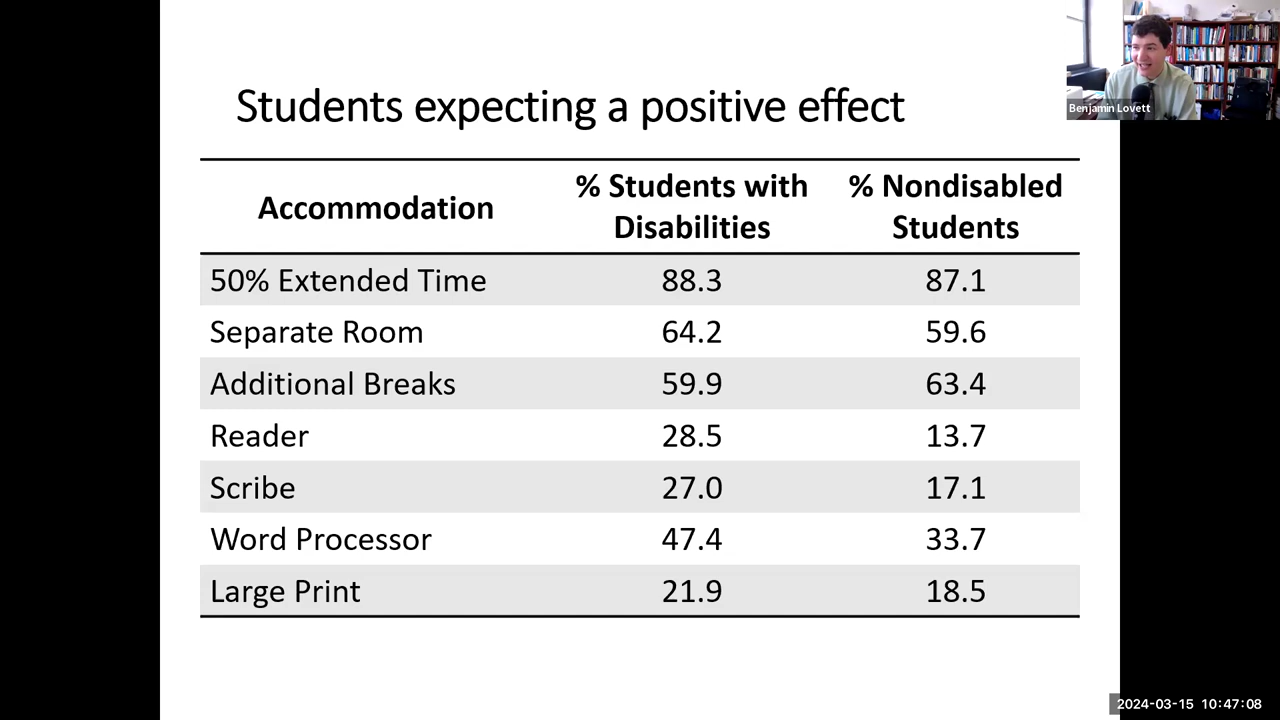 Benjamin Lovett
Students expecting a positive effect
Accommodation % Students with Disabilities % Nondisabled Students
50% Extended Time 88.3 87.1
Separate Room 64.2 59.6
Additional Breaks 59.9 63.4
Reader 28.5 13.7
Scribe 27.0 17.1
Word Processor 47.4 33.7
Large Print 21.9 18.5
2024-03-15 10:47:08